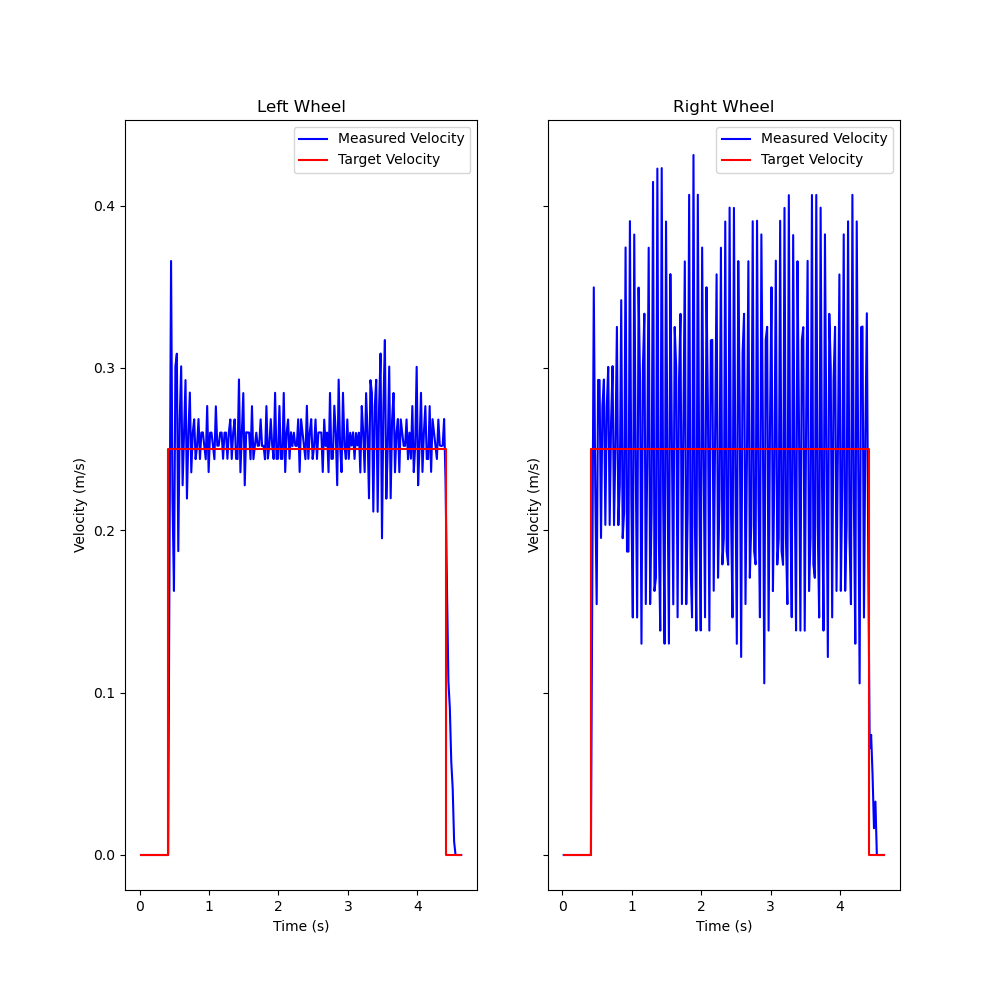 Left Wheel
Measured Velocity
Target Velocity
Velocity (m/s)
0.4
0.3
0.2
0.1
0.0
0 1 2 3 4
Time (s)
Right Wheel
Measured Velocity
Target Velocity
Velocity (m/s)
0 1 2 3 4
Time (s)